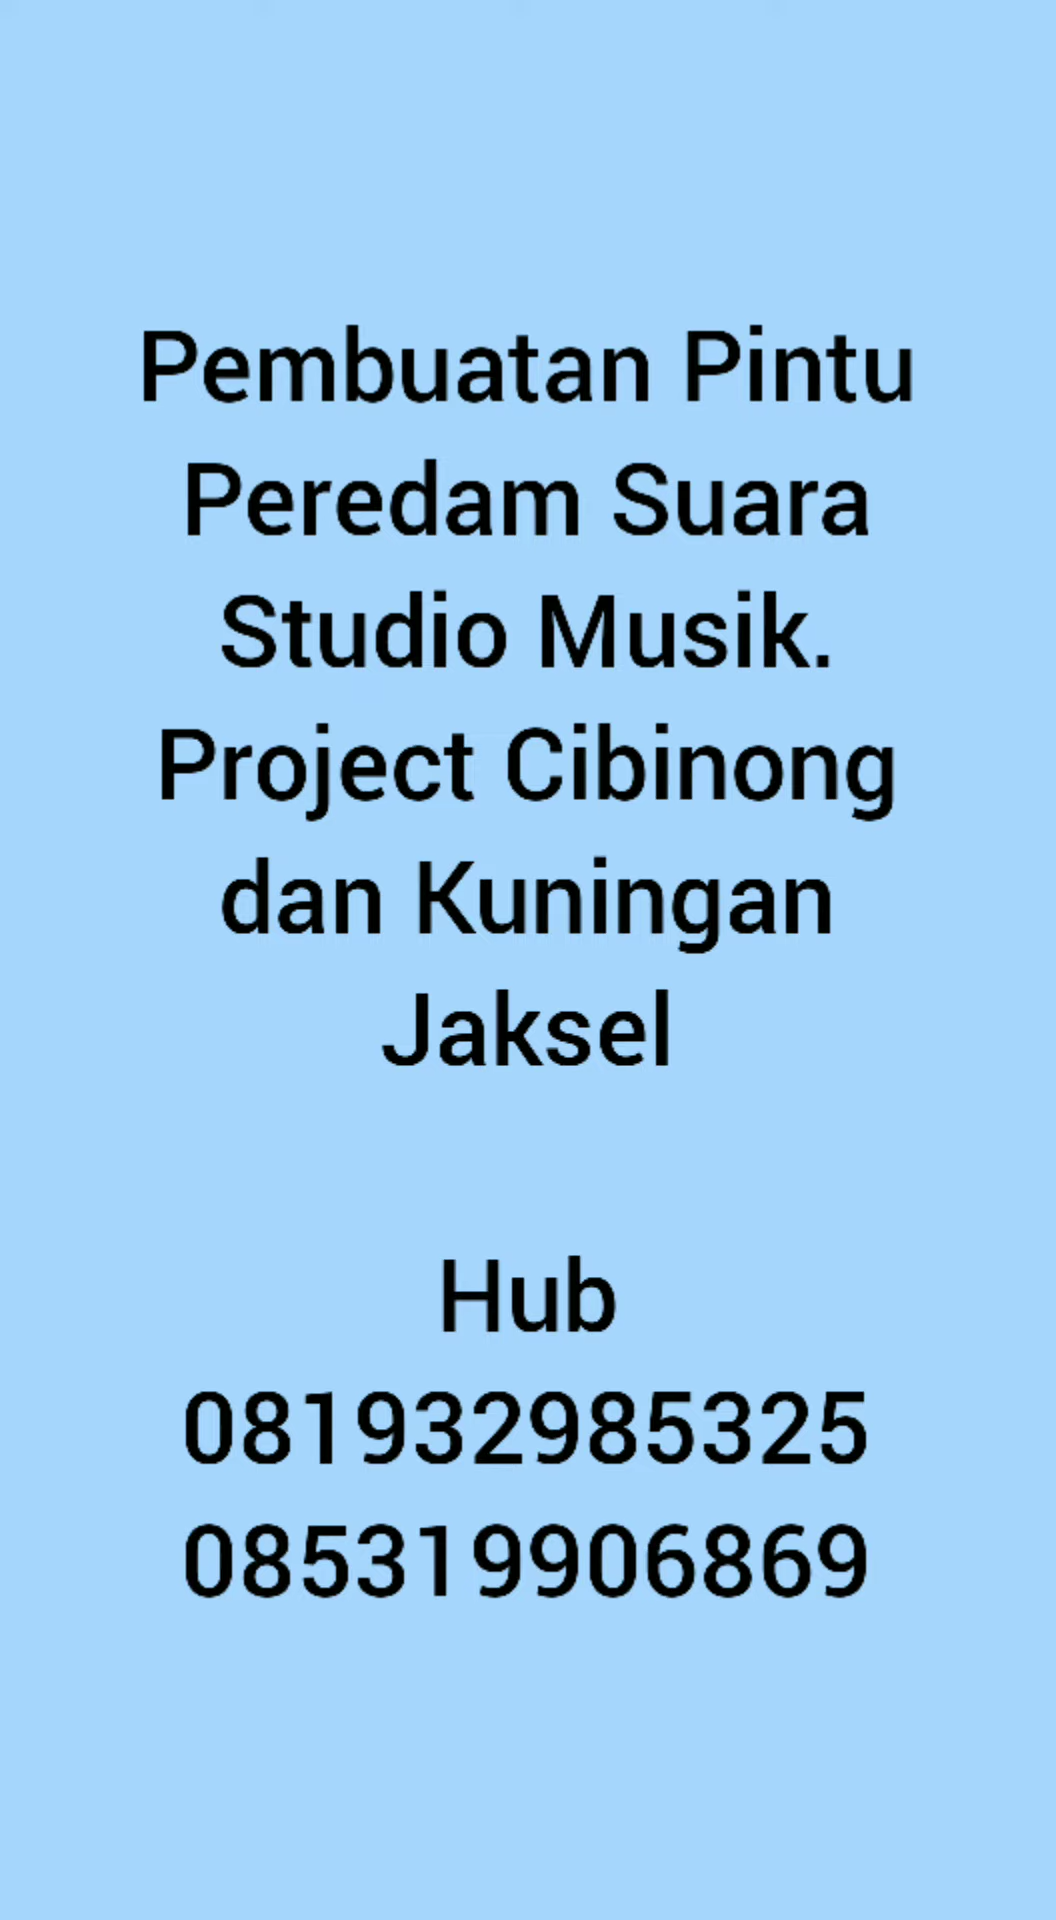 Pembuatan Pintu
Peredam Suara
Studio Musik.
Project Cibinong
dan Kuningan
Jaksel
Hub
081932985325
085319906869